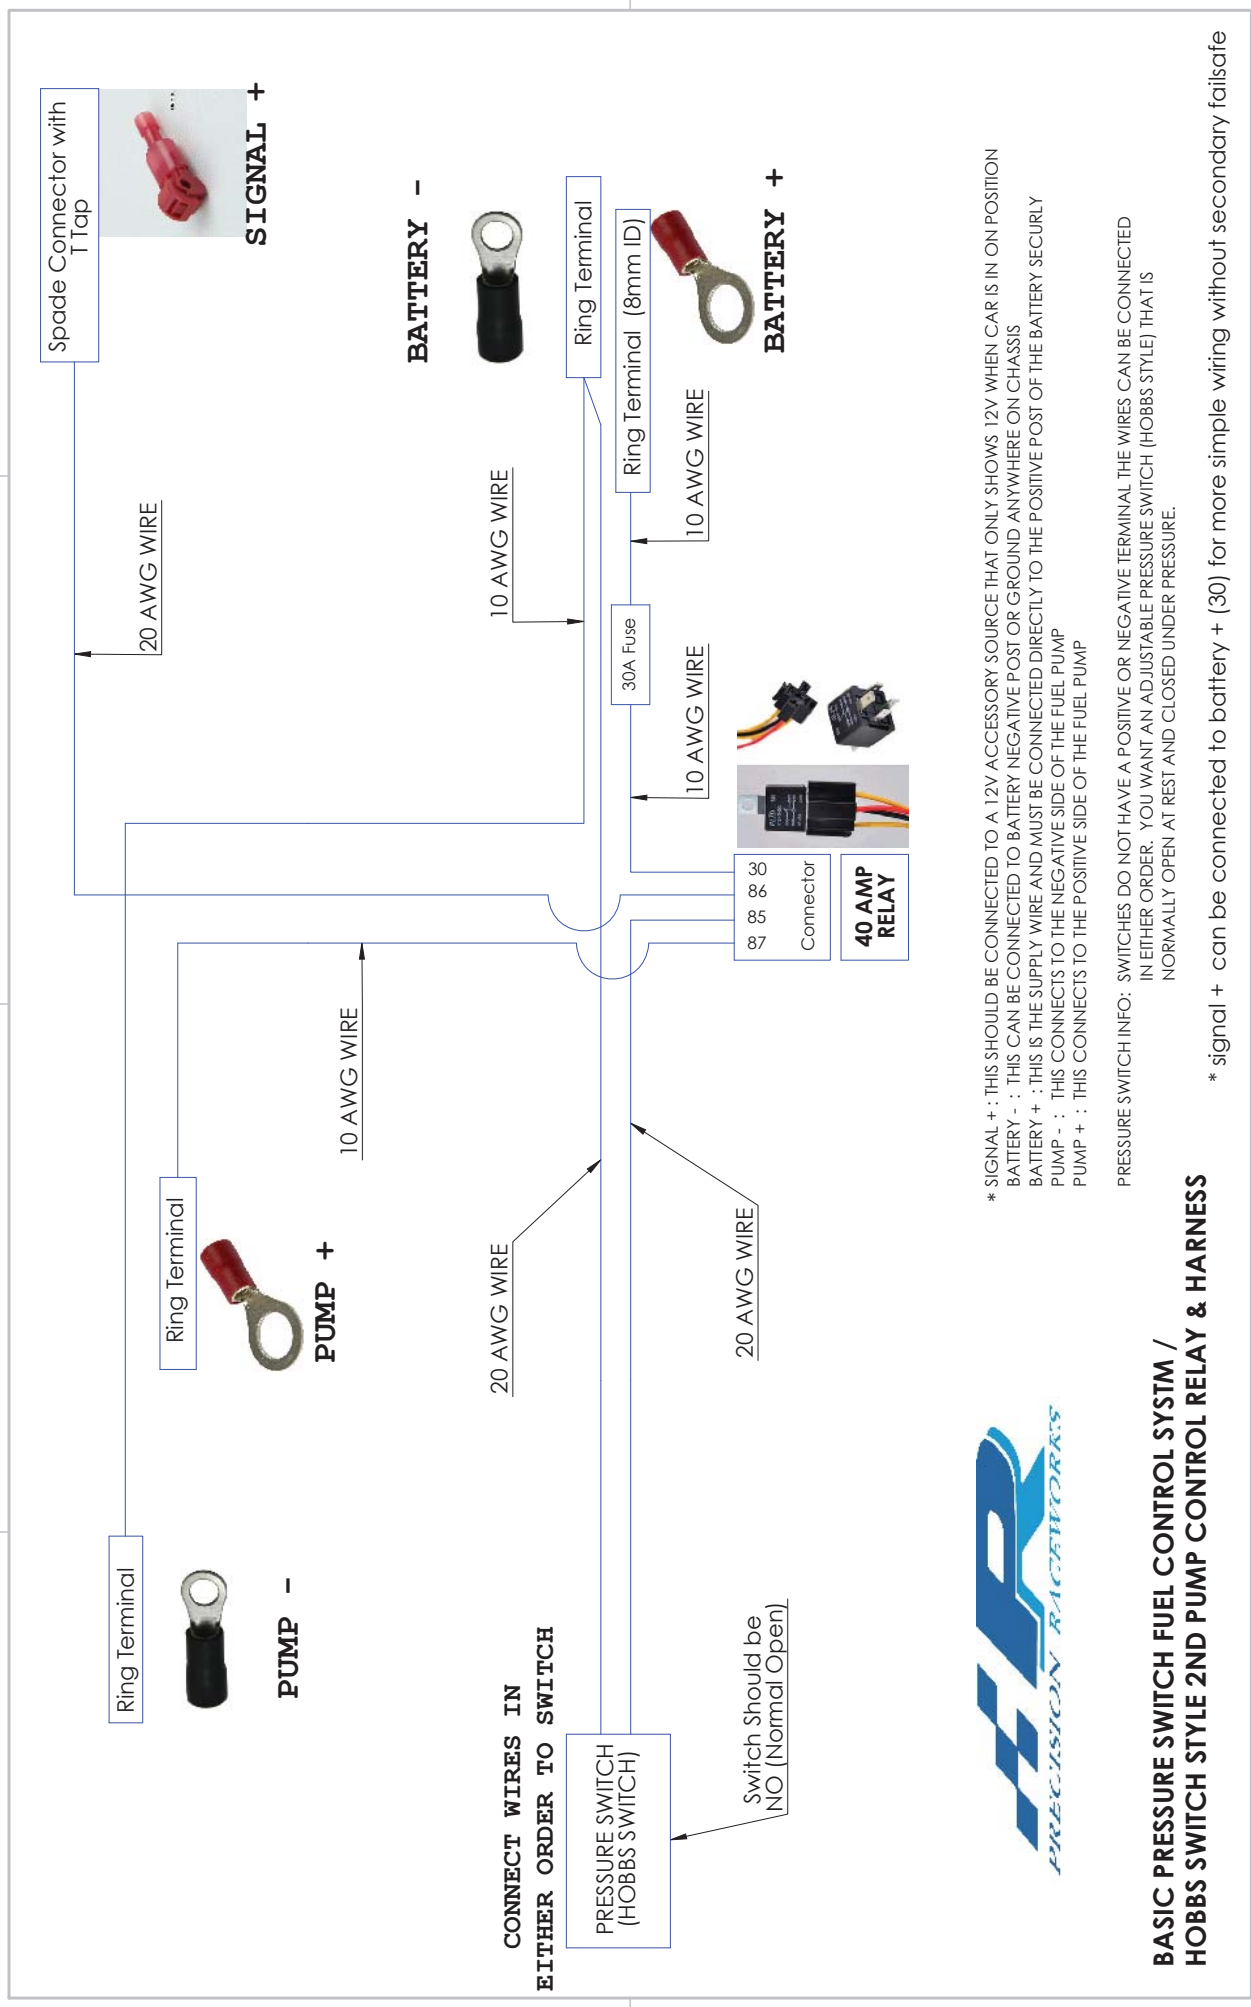 Spade Connector with
T Tap
SIGNAL +
20 AWG WIRE
BATTERY -
Ring Terminal
10 AWG WIRE
Ring Terminal (8mm ID)
BATTERY +
10 AWG WIRE
30A Fuse
10 AWG WIRE
30
86
85
87
Connector
40 AMP
RELAY
Ring Terminal
PUMP +
10 AWG WIRE
Ring Terminal
PUMP -
20 AWG WIRE
20 AWG WIRE
CONNECT WIRES IN
EITHER ORDER TO SWITCH
PRESSURE SWITCH
(HOBBS SWITCH)
Switch Should be
NO (Normal Open)
* SIGNAL + : THIS SHOULD BE CONNECTED TO A 12V ACCESSORY SOURCE THAT ONLY SHOWS 12V WHEN CAR IS IN ON POSITION
BATTERY - : THIS CAN BE CONNECTED TO BATTERY NEGATIVE POST OR GROUND ANYWHERE ON CHASSIS
BATTERY + : THIS IS THE SUPPLY WIRE AND MUST BE CONNECTED DIRECTLY TO THE POSITIVE POST OF THE BATTERY SECURLY
PUMP - : THIS CONNECTS TO THE NEGATIVE SIDE OF THE FUEL PUMP
PUMP + : THIS CONNECTS TO THE POSITIVE SIDE OF THE FUEL PUMP
PRESSURE SWITCH INFO: SWITCHES DO NOT HAVE A POSITIVE OR NEGATIVE TERMINAL THE WIRES CAN BE CONNECTED
IN EITHER ORDER. YOU WANT AN ADJUSTABLE PRESSURE SWITCH (HOBBS STYLE) THAT IS
NORMALLY OPEN AT REST AND CLOSED UNDER PRESSURE.
* signal + can be connected to battery + (30) for more simple wiring without secondary failsafe
PRECISION RACEWORKS
BASIC PRESSURE SWITCH FUEL CONTROL SYSTM /
HOBBS SWITCH STYLE 2ND PUMP CONTROL RELAY & HARNESS